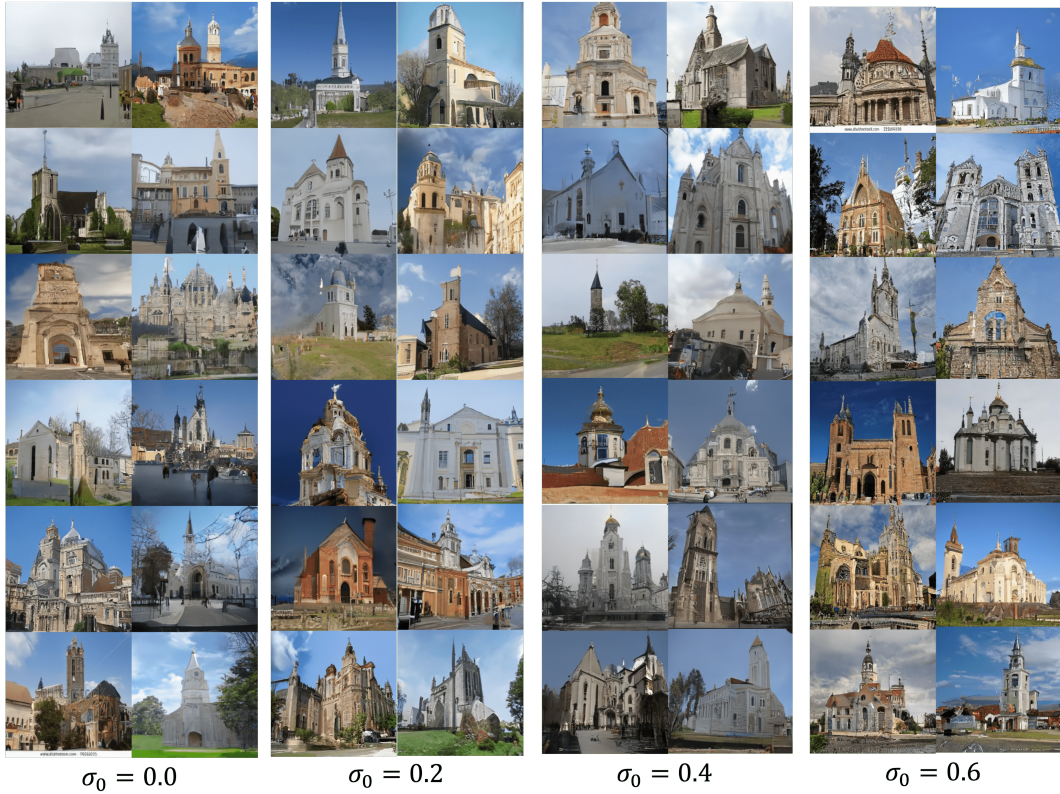 σ₀ = 0.0
σ₀ = 0.2
σ₀ = 0.4
σ₀ = 0.6